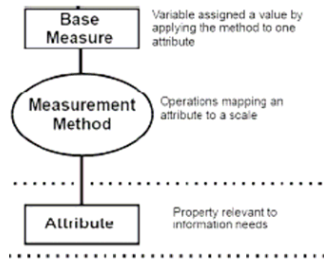 Base
Measure
Variable assigned a value by
applying the method to one
attribute
Measurement
Method
Operations mapping an
attribute to a scale
Attribute
Property relevant to
information needs